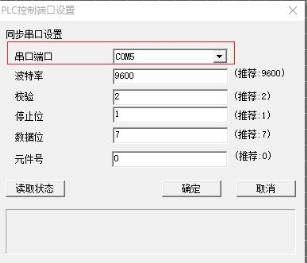 PLC控制端口设置
同步串口设置
串口端口 COM5
波特率 9600 (推荐:9600)
校验 2 (推荐:2)
停止位 1 (推荐:1)
数据位 7 (推荐:7)
元件号 0 (推荐:0)
读取状态 确定 取消